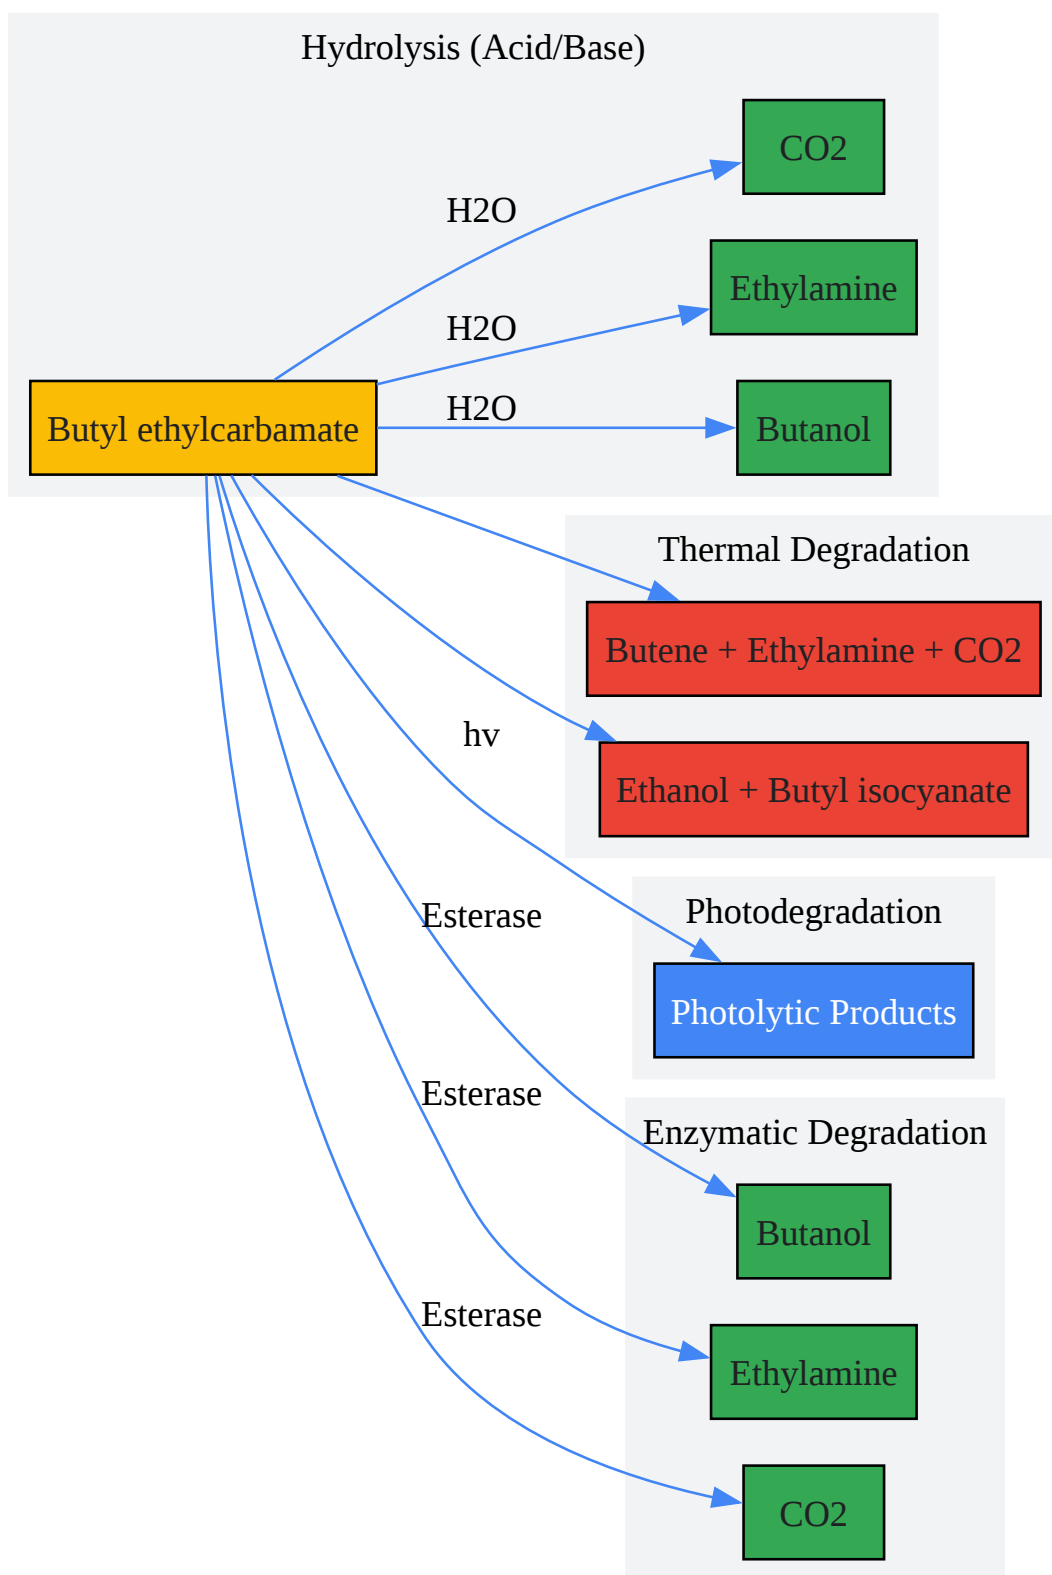 Hydrolysis (Acid/Base)
CO2
H2O
Ethylamine
H2O
H2O
Butyl ethylcarbamate
Butanol
Thermal Degradation
Butene + Ethylamine + CO2
hv
Ethanol + Butyl isocyanate
Photodegradation
Esterase
Photolytic Products
Esterase
Enzymatic Degradation
Butanol
Esterase
Ethylamine
CO2